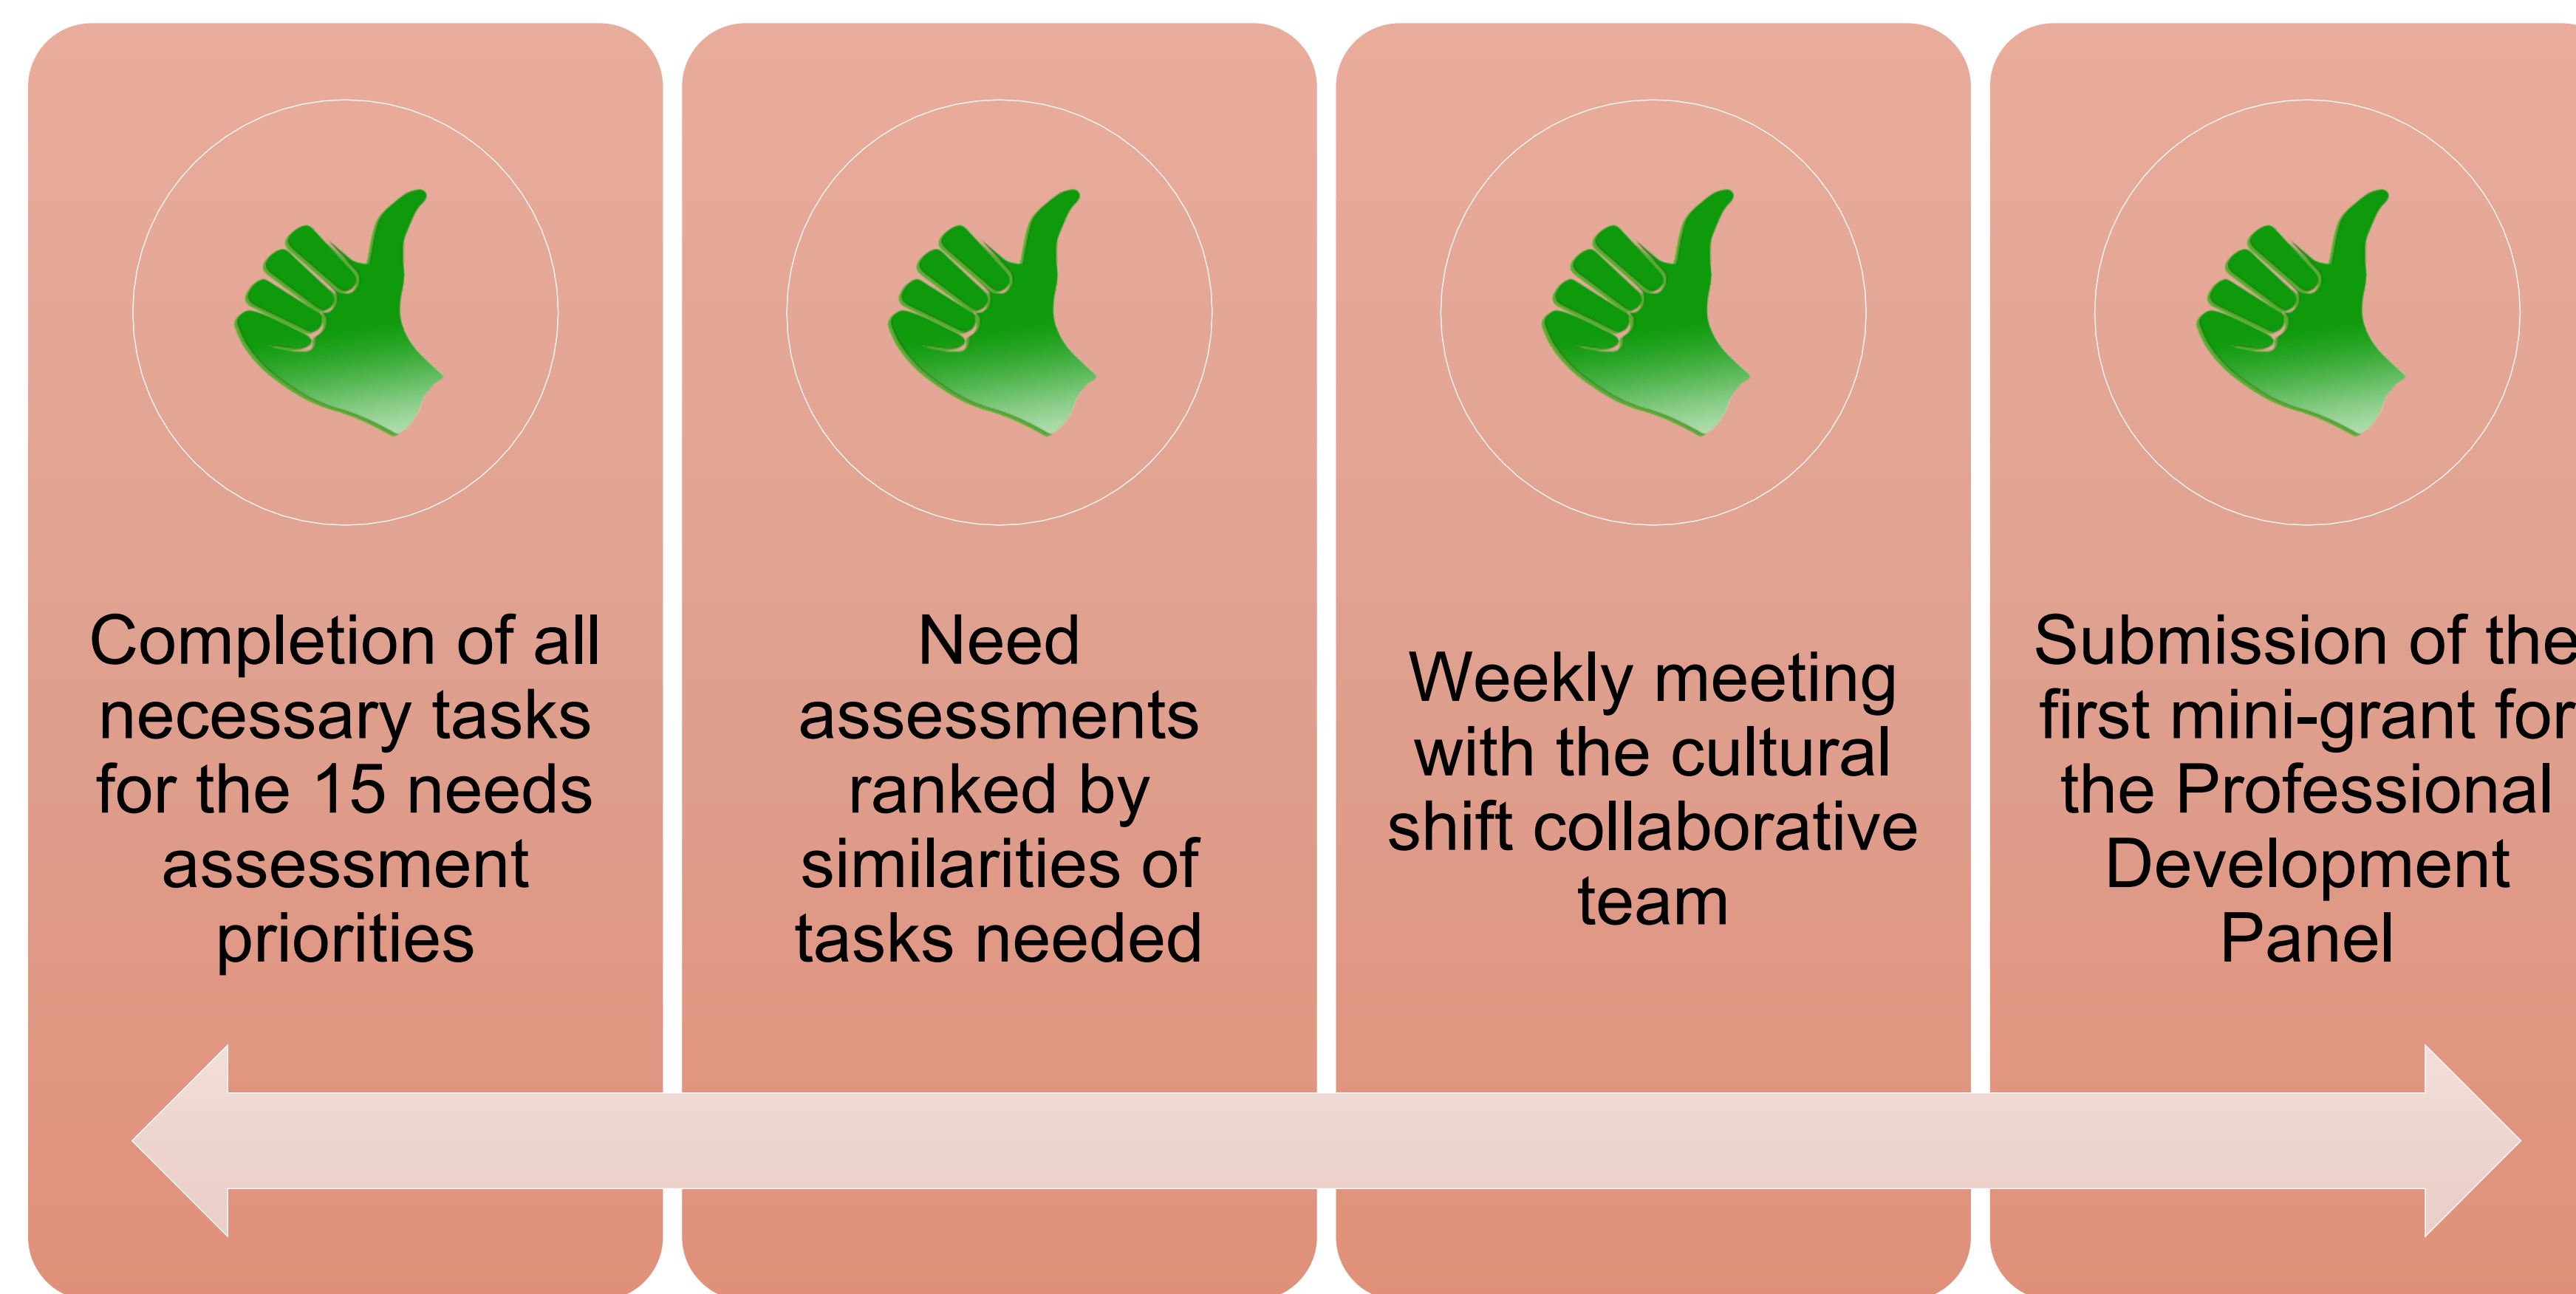 Completion of all
necessary tasks
for the 15 needs
assessment
priorities
Need
assessments
ranked by
similarities of
tasks needed
Weekly meeting
with the cultural
shift collaborative
team
Submission of the
first mini-grant for
the Professional
Development
Panel